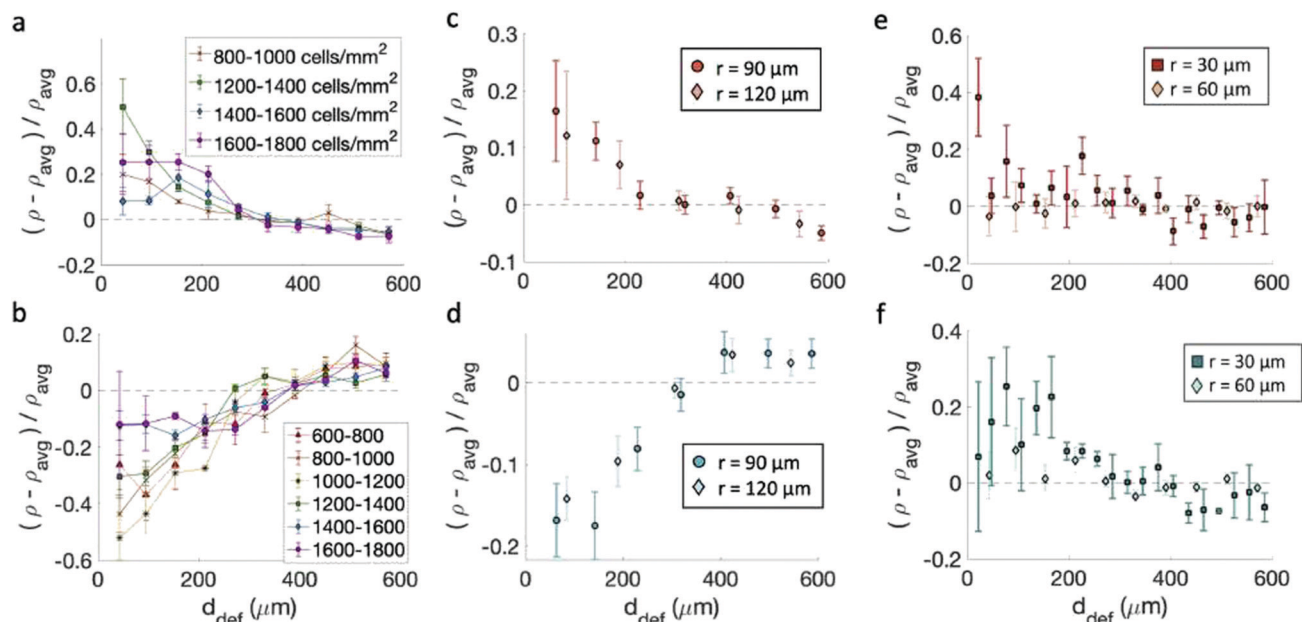 a
(ρ - ρavg) / ρavg
0.6
0.4
0.2
0
-0.2
0
200
400
600
800-1000 cells/mm²
1200-1400 cells/mm²
1400-1600 cells/mm²
1600-1800 cells/mm²
b
(ρ - ρavg) / ρavg
0.2
0
-0.2
-0.4
-0.6
0
200
400
600
ddef (μm)
600-800
800-1000
1000-1200
1200-1400
1400-1600
1600-1800
c
(ρ - ρavg) / ρavg
0.3
0.2
0.1
0
-0.1
0
200
400
600
r = 90 μm
r = 120 μm
d
(ρ - ρavg) / ρavg
0
-0.1
-0.2
0
200
400
600
ddef (μm)
r = 90 μm
r = 120 μm
e
(ρ - ρavg) / ρavg
0.6
0.4
0.2
0
-0.2
0
200
400
600
r = 30 μm
r = 60 μm
f
(ρ - ρavg) / ρavg
0.4
0.2
0
-0.2
0
200
400
600
ddef (μm)
r = 30 μm
r = 60 μm